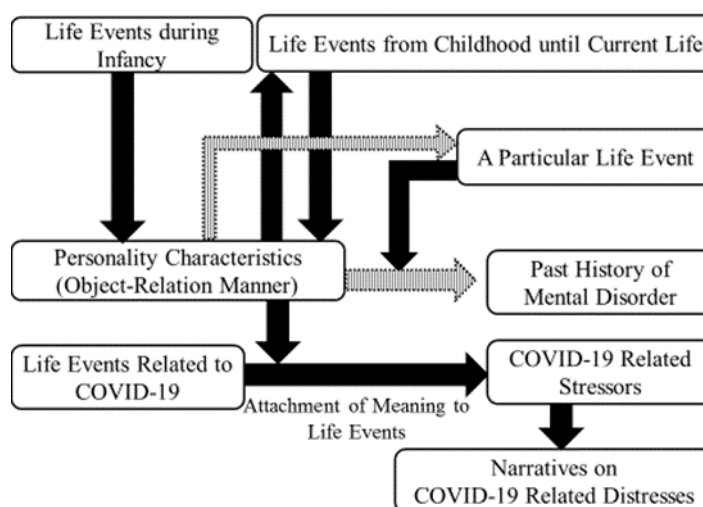 Life Events during
Infancy
Life Events from Childhood until Current Life
A Particular Life Event
Personality Characteristics
(Object-Relation Manner)
Past History of
Mental Disorder
Life Events Related to
COVID-19
COVID-19 Related
Stressors
Attachment of Meaning to
Life Events
Narratives on
COVID-19 Related Distresses